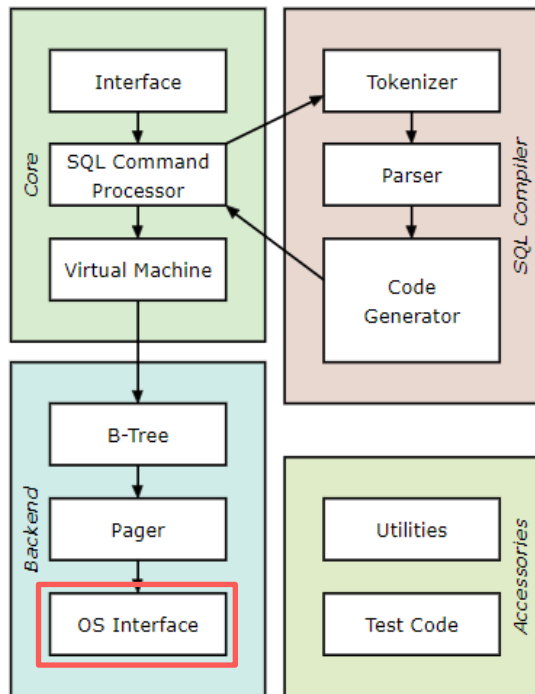 Interface
SQL Command
Processor
Virtual Machine
Core
Tokenizer
Parser
Code
Generator
SQL Compiler
B-Tree
Pager
OS Interface
Backend
Utilities
Test Code
Accessories